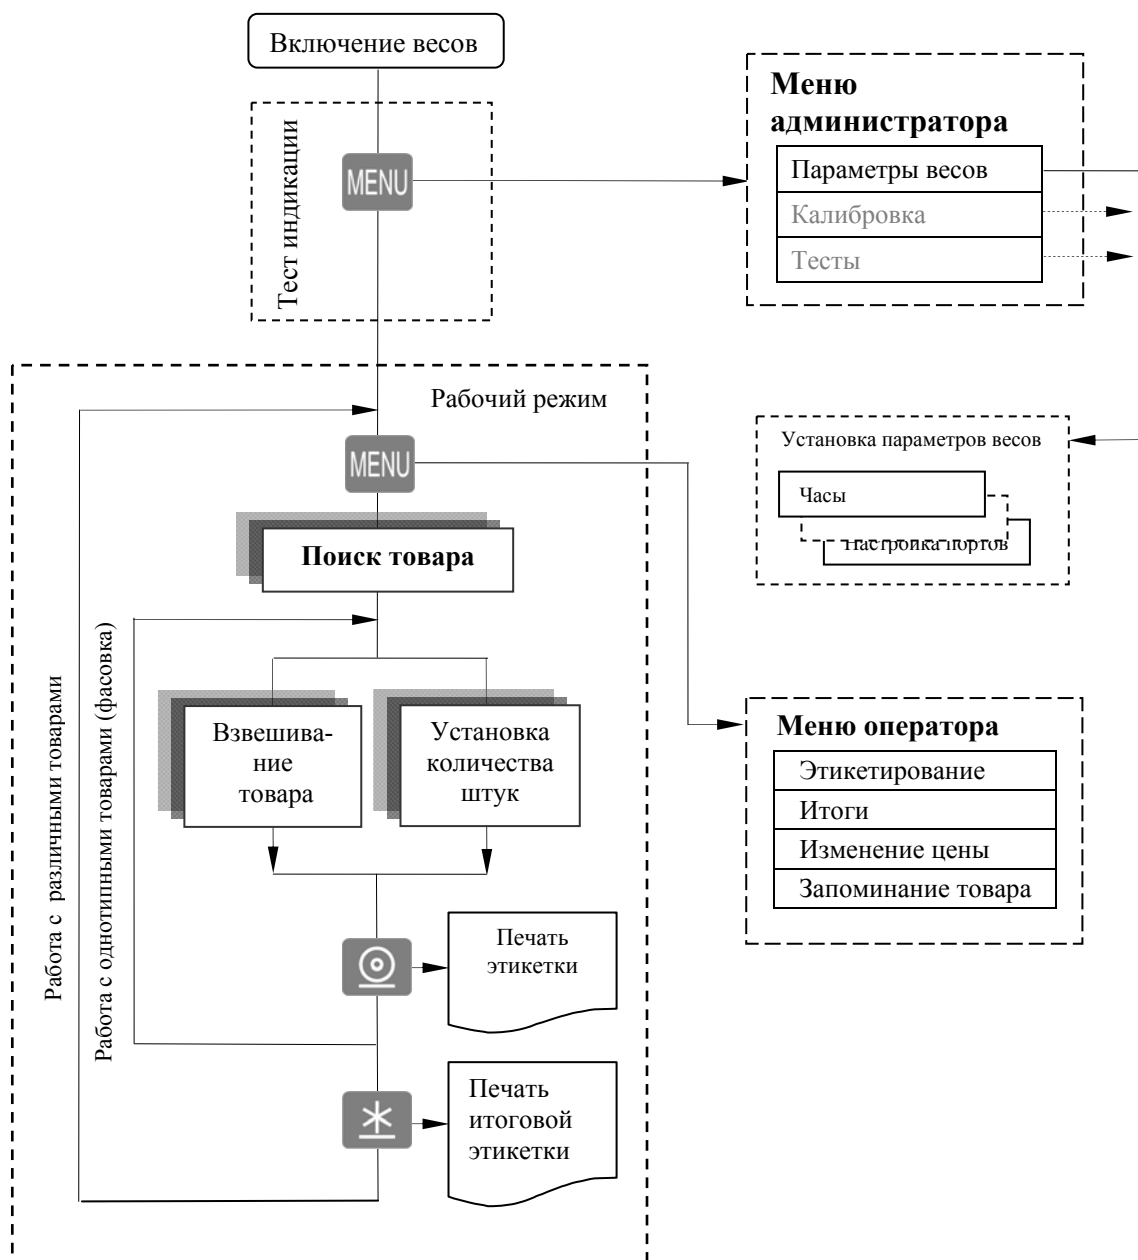 Включение весов
Тест индикации
MENU
Меню
администратора
Параметры весов
Калибровка
Тесты
Рабочий режим
MENU
Установка параметров весов
Часы
Настройка портов
Поиск товара
Работа с различными товарами
Работа с однотипными товарами (фасовка)
Взвешива-
ние
товара
Установка
количества
штук
Меню оператора
Этикетирование
Итоги
Изменение цены
Запоминание товара
Печать
этикетки
Печать
итоговой
этикетки